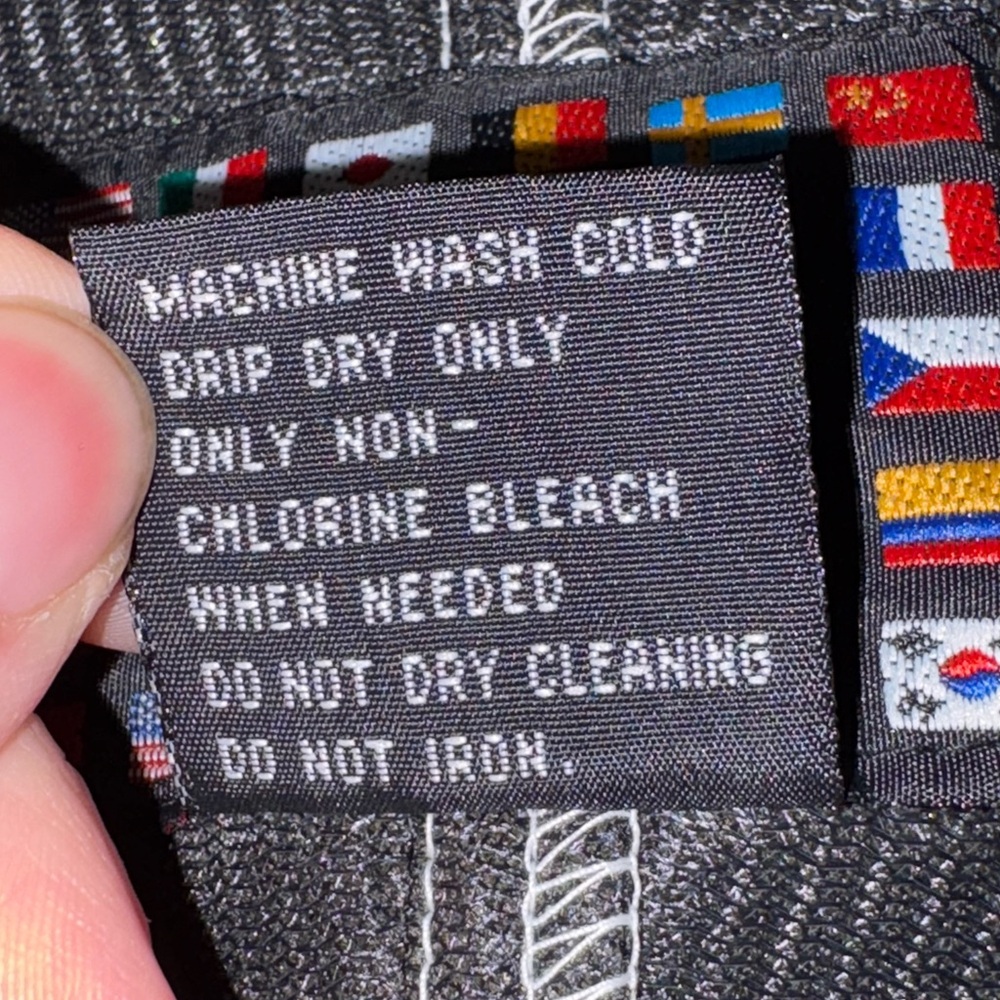 MACHINE WASH COLD
DRIP DRY ONLY
ONLY NON-
CHLORINE BLEACH
WHEN NEEDED
DO NOT DRY CLEANING
DO NOT IRON.